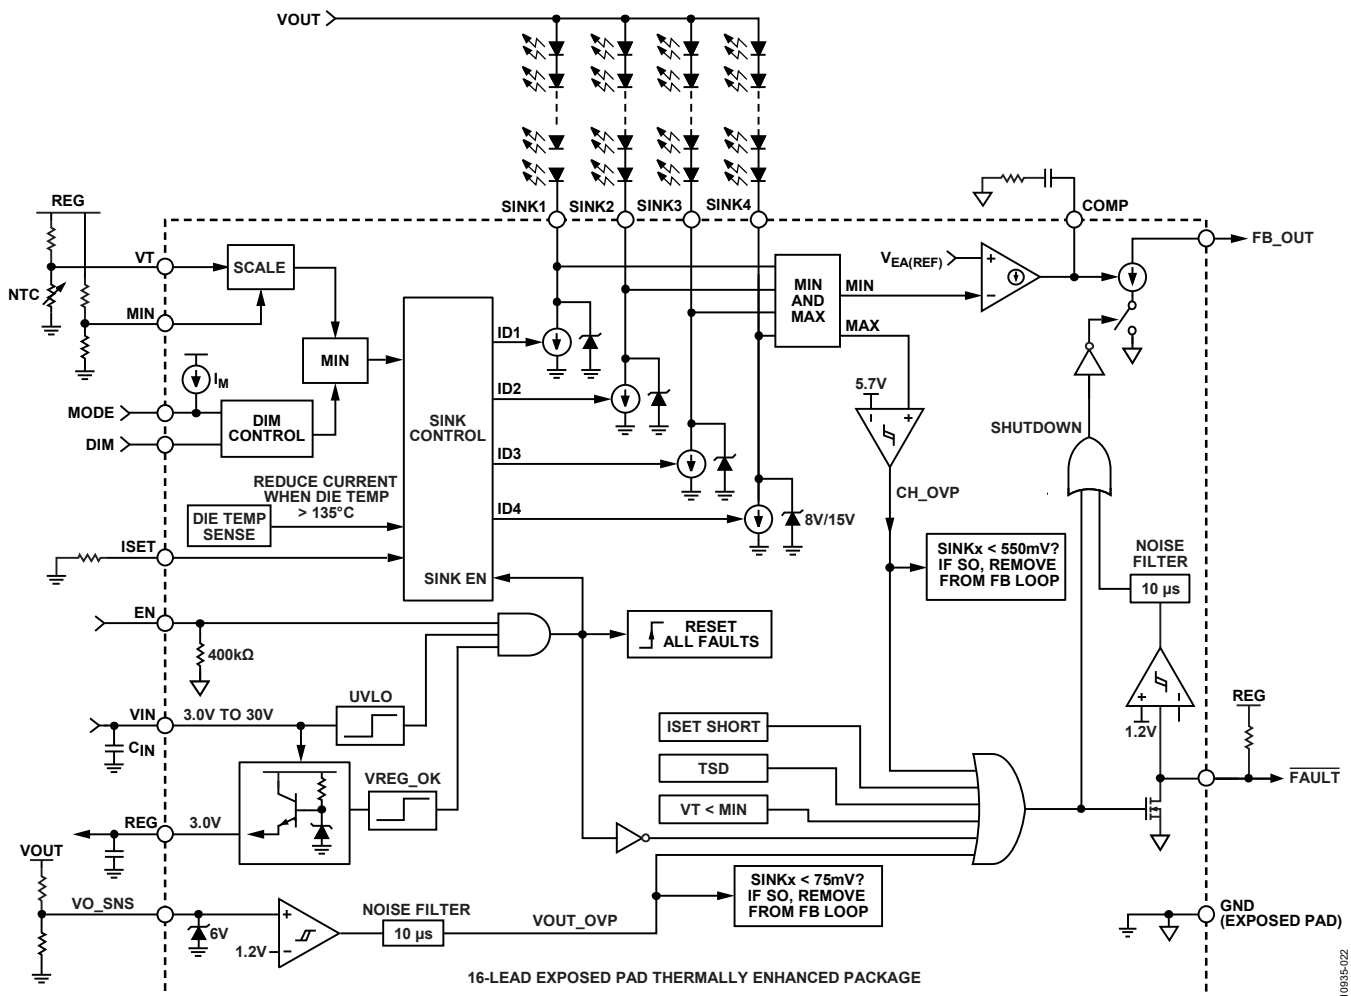 VOUT
SINK1
SINK2
SINK3
SINK4
COMP
REG
VT
NTC
MIN
SCALE
MIN
I_M
MODE
DIM
DIM
CONTROL
REDUCE CURRENT
WHEN DIE TEMP
> 135°C
DIE TEMP
SENSE
ISET
SINK
CONTROL
SINK EN
ID1
ID2
ID3
ID4
8V/15V
MIN
AND
MAX
MIN
MAX
V_EA(REF)
+
–
FB_OUT
5.7V
–
+
CH_OVP
SHUTDOWN
SINKx < 550mV?
IF SO, REMOVE
FROM FB LOOP
NOISE
FILTER
10 µs
+
–
1.2V
REG
FAULT
EN
400kΩ
RESET
ALL FAULTS
VIN
3.0V TO 30V
C_IN
UVLO
VREG_OK
REG
3.0V
ISET SHORT
TSD
VT < MIN
VOUT
VO_SNS
6V
+
–
1.2V
NOISE FILTER
10 µs
VOUT_OVP
SINKx < 75mV?
IF SO, REMOVE
FROM FB LOOP
GND
(EXPOSED PAD)
16-LEAD EXPOSED PAD THERMALLY ENHANCED PACKAGE
10935-022